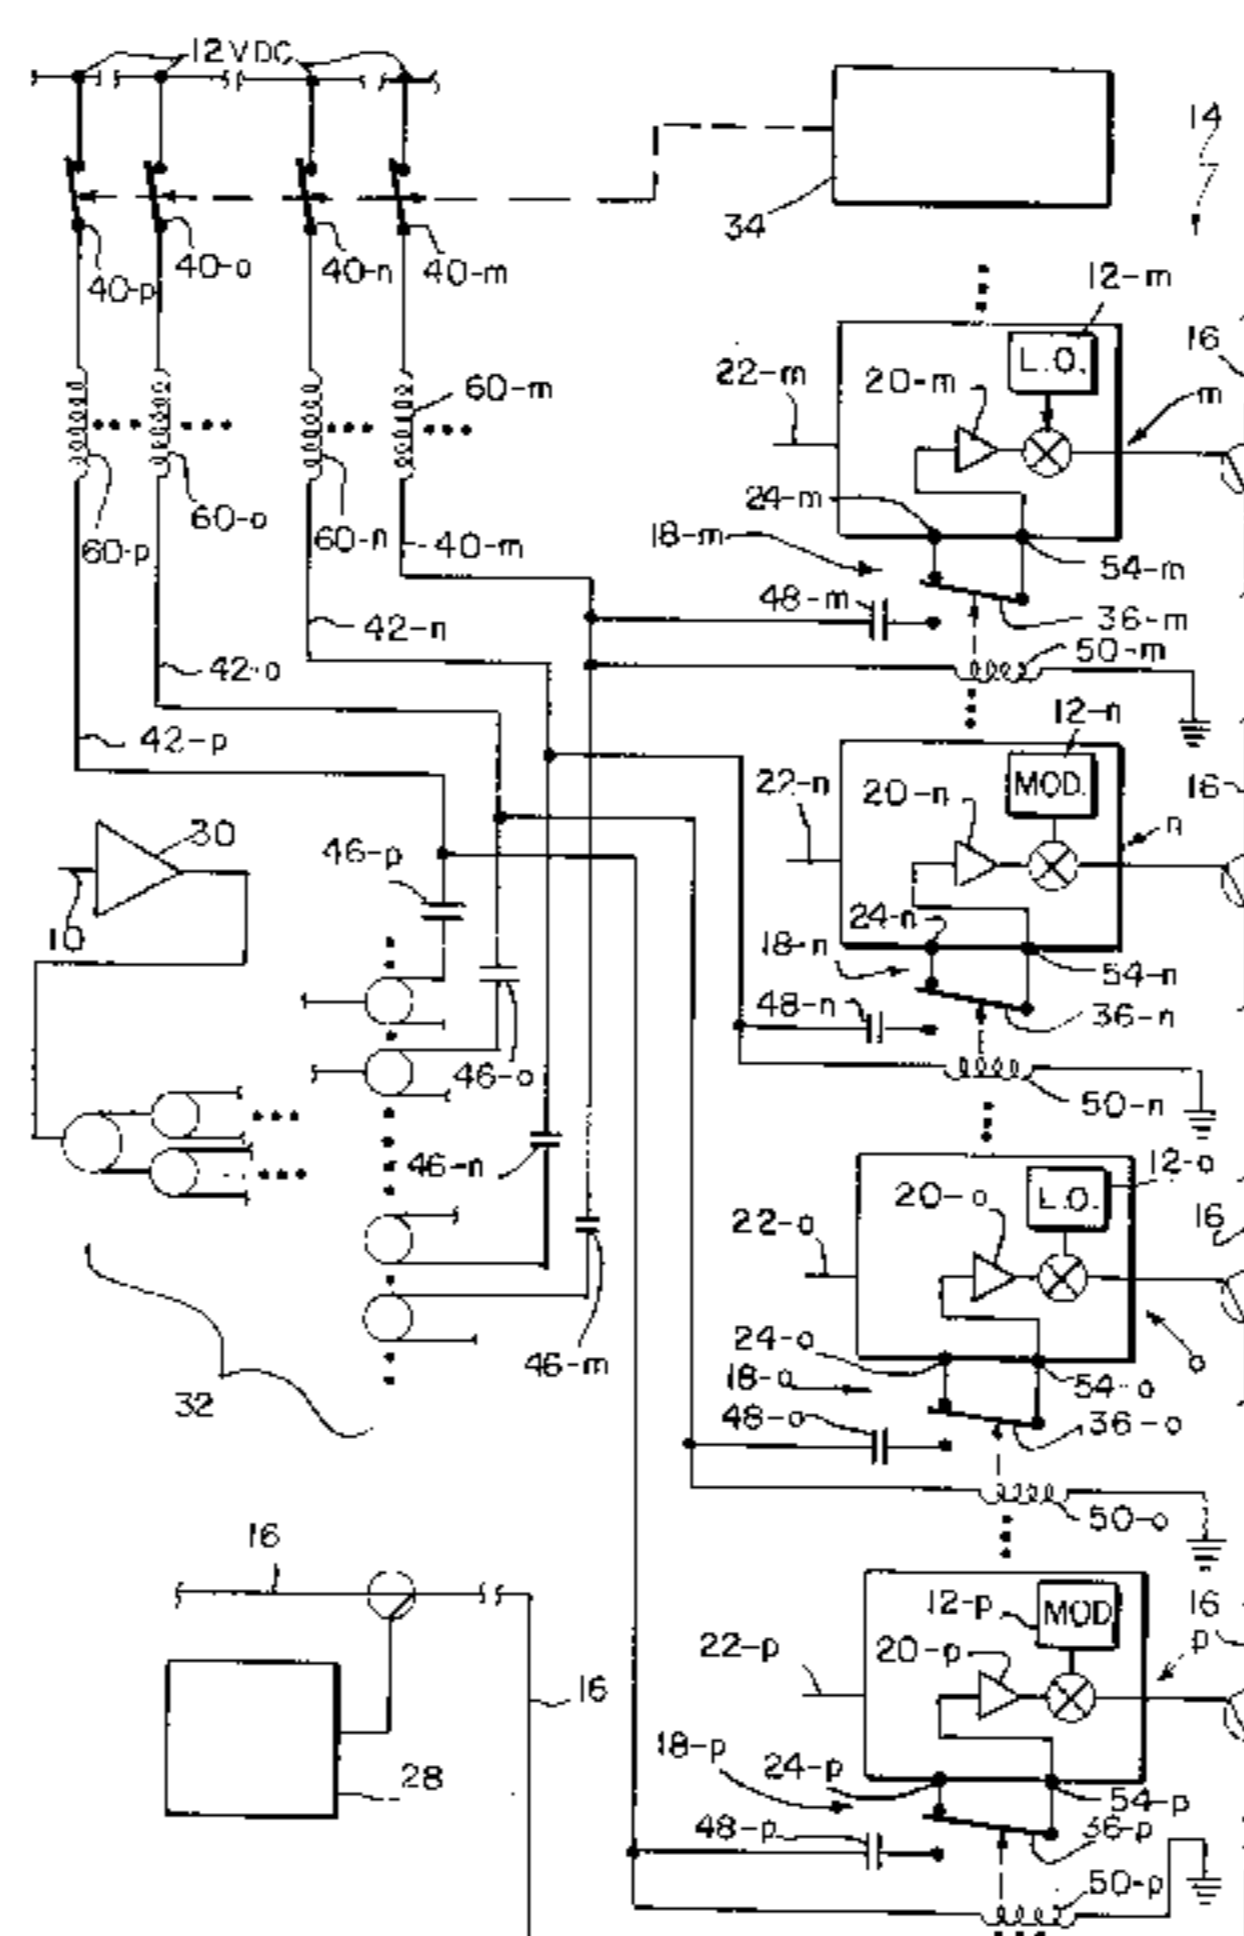 12VDC
14
34
40-p
40-o
40-n
40-m
12-m
L.O.
16
22-m
20-m
m
60-m
60-p
60-o
60-n
40-m
24-m
18-m
54-m
48-m
36-m
50-m
42-n
42-o
42-p
12-n
MOD.
16
22-n
20-n
n
30
10
46-p
24-n
18-n
54-n
48-n
36-n
50-n
46-o
46-n
12-o
L.O.
16
20-o
22-o
o
24-o
18-o
54-o
48-o
36-o
50-o
46-m
32
16
12-p
MOD
16
p
22-p
20-p
16
28
18-p
24-p
54-p
48-p
36-p
50-p